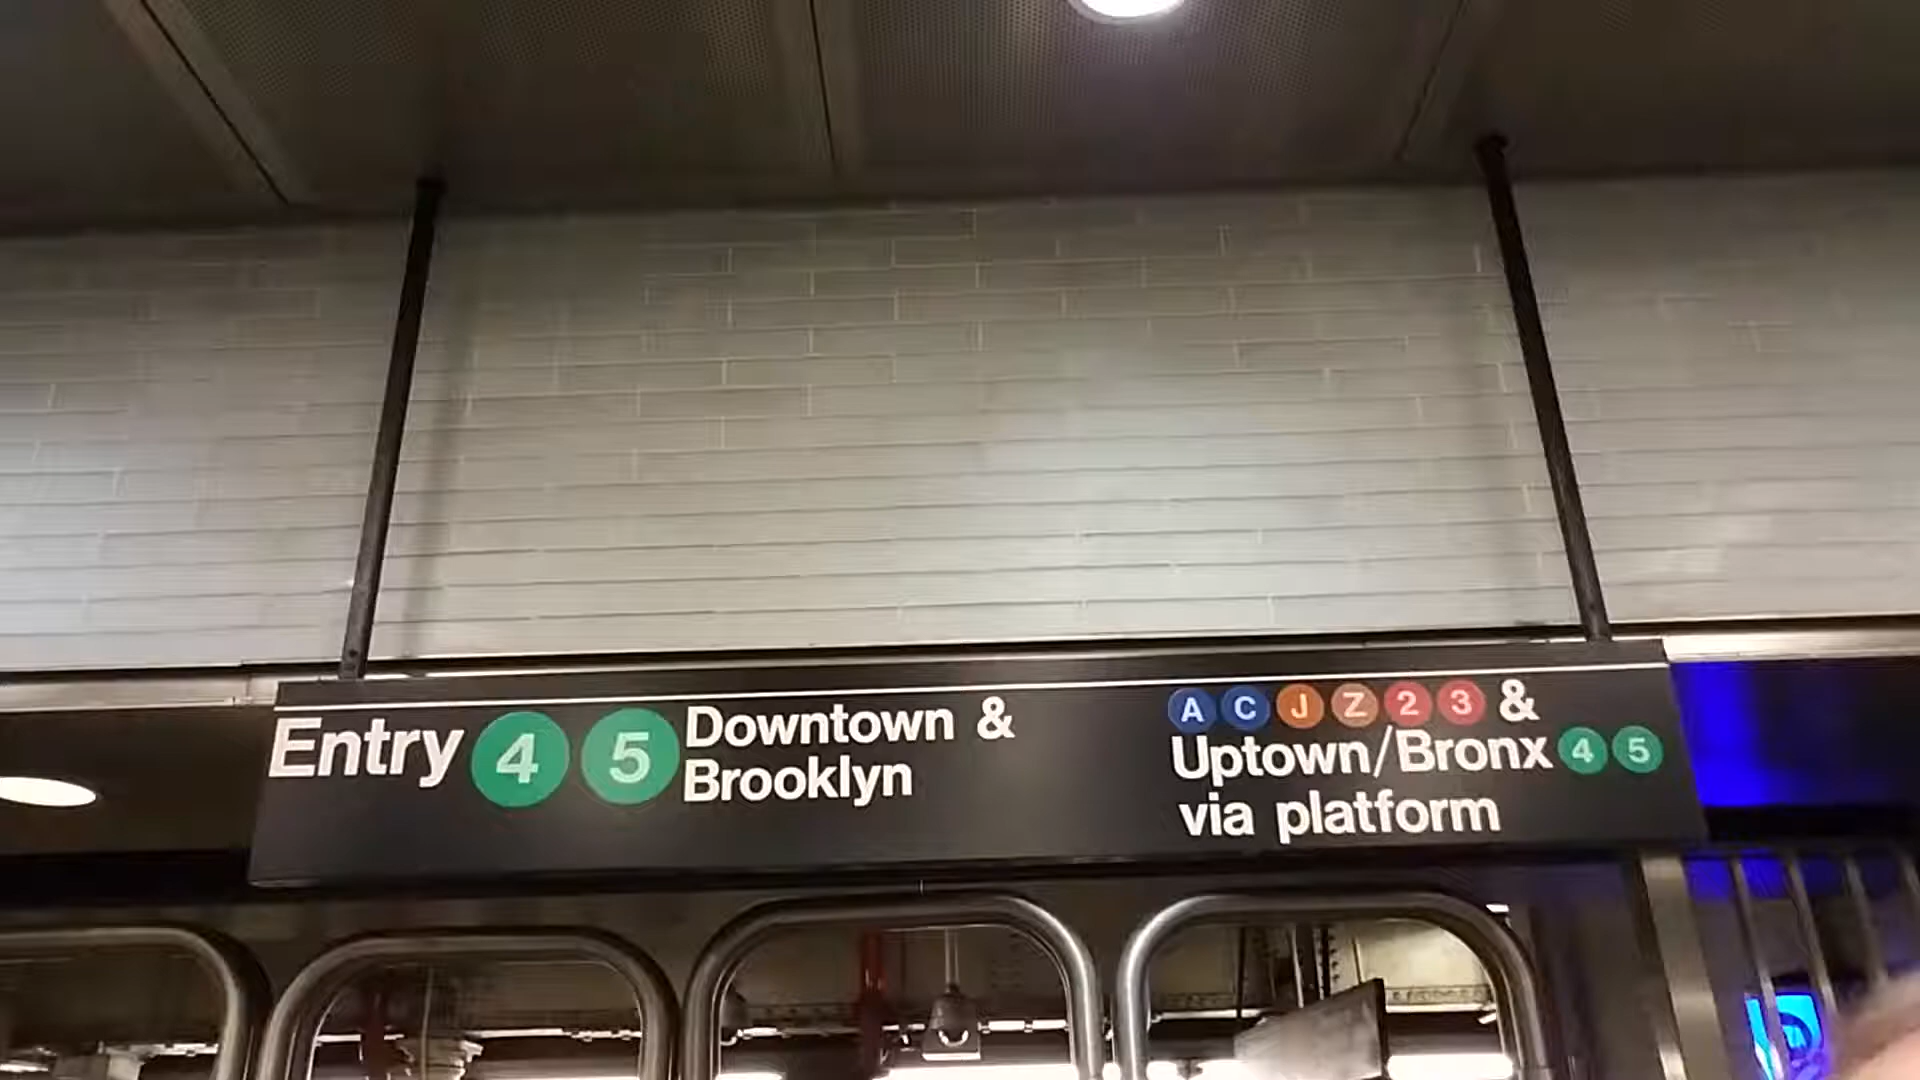 Entry 4 5 Downtown &
Brooklyn
A C J Z 2 3 &
Uptown/Bronx 4 5
via platform